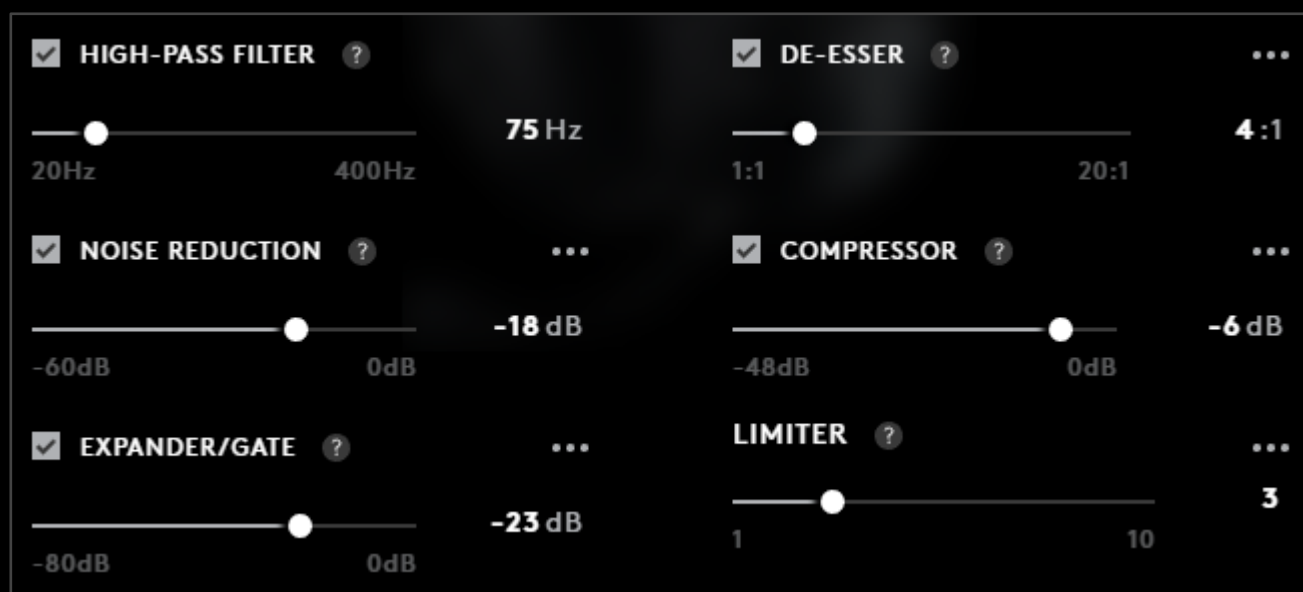 HIGH-PASS FILTER ?
75 Hz
20Hz 400Hz
NOISE REDUCTION ?
-18 dB
-60dB 0dB
EXPANDER/GATE ?
-23 dB
-80dB 0dB
DE-ESSER ?
4:1
1:1 20:1
COMPRESSOR ?
-6 dB
-48dB 0dB
LIMITER ?
3
1 10